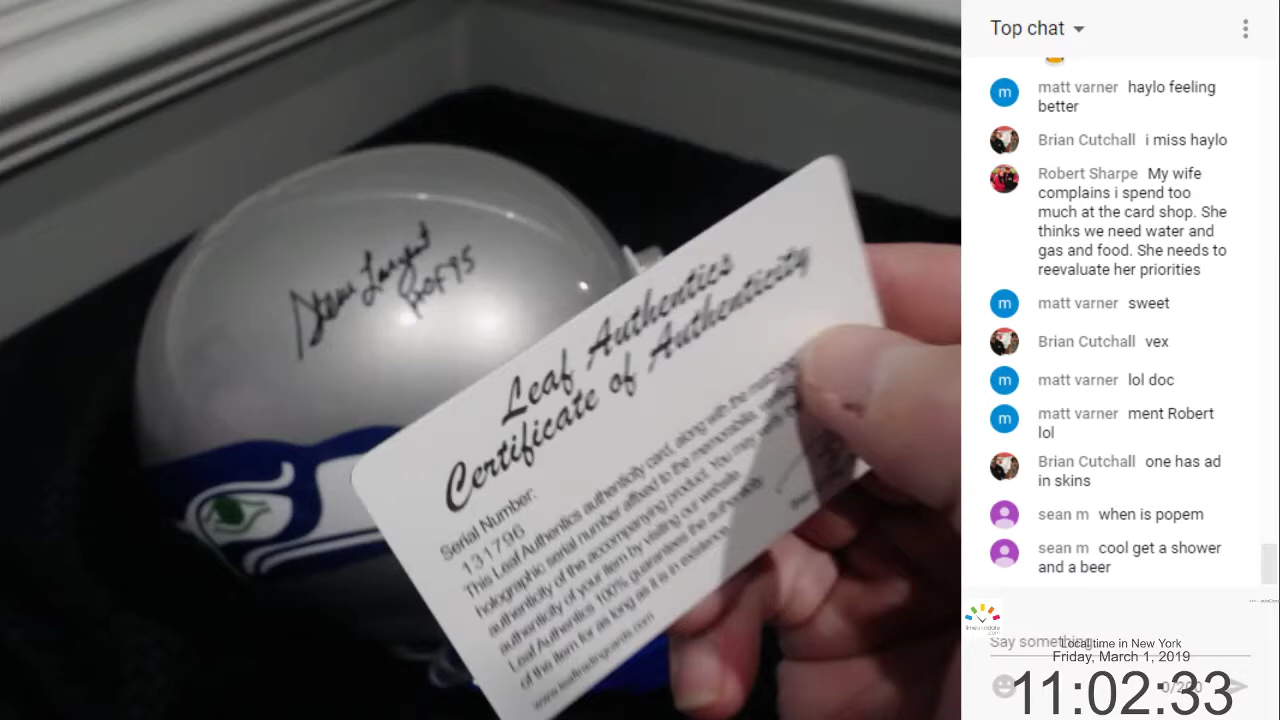 Steve Largent
HOF 95
Leaf Authentics
Certificate of Authenticity
Serial Number:
131796
This Leaf Authentics authenticity card, along with the
holographic serial number affixed to the memorabilia,
authenticity of the accompanying product. You may
authenticity of your item by visiting our website.
Leaf Authentics 100% guarantees the authenticity
of this item for as long as it is in existence.
www.leaftradingcards.com
Top chat
matt varner haylo feeling
better
Brian Cutchall i miss haylo
Robert Sharpe My wife
complains i spend too
much at the card shop. She
thinks we need water and
gas and food. She needs to
reevaluate her priorities
matt varner sweet
Brian Cutchall vex
matt varner lol doc
matt varner ment Robert
lol
Brian Cutchall one has ad
in skins
sean m when is popem
sean m cool get a shower
and a beer
Say something...
Local time in New York
Friday, March 1, 2019
11:02:33